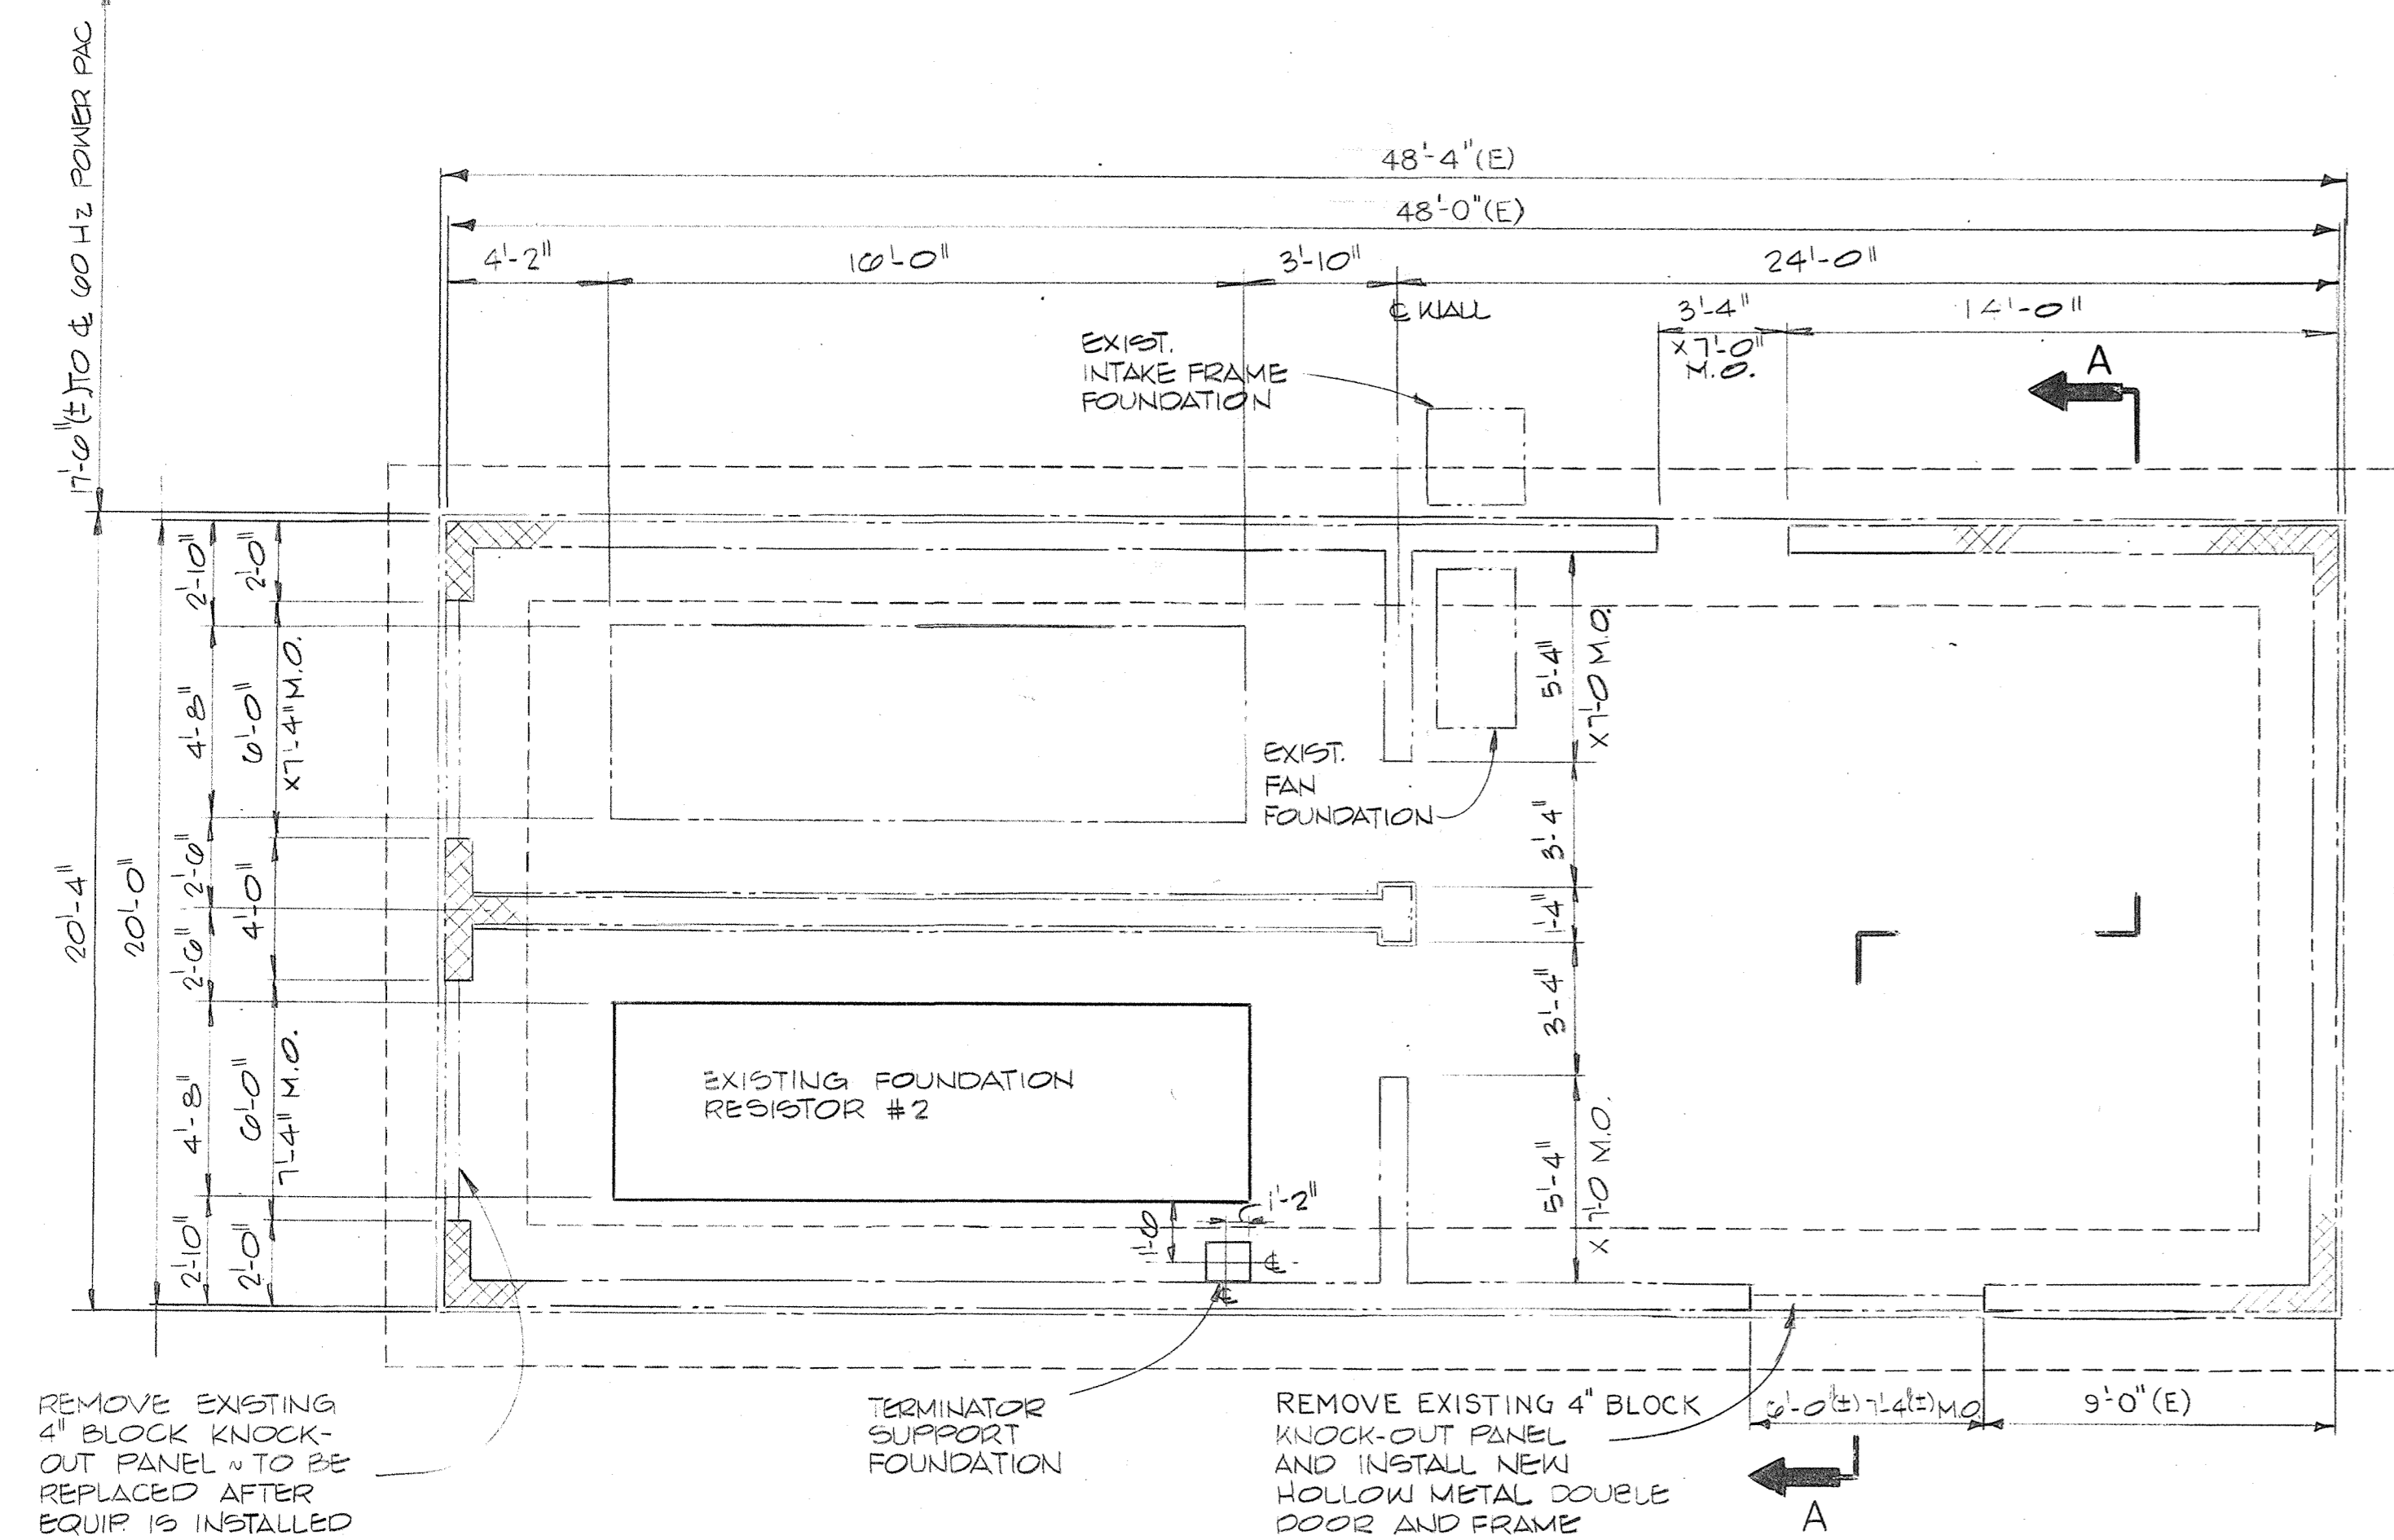 48'-4"(E)
48'-0"(E)
4'-2"
16'-0"
3'-10"
24'-0"
℄ WALL
3'-4"
X7'-0"
M.O.
14'-0"
A
EXIST.
INTAKE FRAME
FOUNDATION
17'-6"(±)TO ℄ 60 HZ POWER PAC
20'-4"
20'-0"
2'-10"
4'-8"
2'-6"
2'-6"
4'-8"
2'-10"
2'-0"
6'-0"
X7'-4" M.O.
4'-0"
6'-0"
7'-4" M.O.
2'-0"
EXIST.
FAN
FOUNDATION
5'-4"
X7'-0 M.O.
3'-4"
1'-4"
3'-4"
5'-4"
X7'-0 M.O.
EXISTING FOUNDATION
RESISTOR #2
1'-2"
1'-6
℄
℄
REMOVE EXISTING
4" BLOCK KNOCK-
OUT PANEL ~ TO BE
REPLACED AFTER
EQUIP. IS INSTALLED
TERMINATOR
SUPPORT
FOUNDATION
REMOVE EXISTING 4" BLOCK
KNOCK-OUT PANEL
AND INSTALL NEW
HOLLOW METAL DOUBLE
DOOR AND FRAME
6'-0"(±) 7'-4"(±) M.O.
9'-0" (E)
A